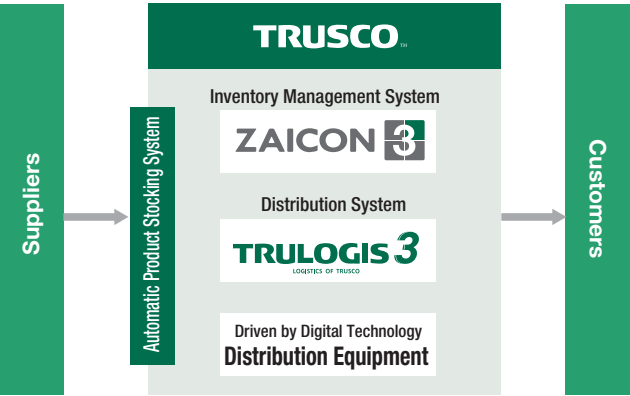 TRUSCO™
Suppliers
Automatic Product Stocking System
Inventory Management System
ZAICON 3
Distribution System
TRULOGIS 3
LOGISTICS OF TRUSCO
Driven by Digital Technology
Distribution Equipment
Customers